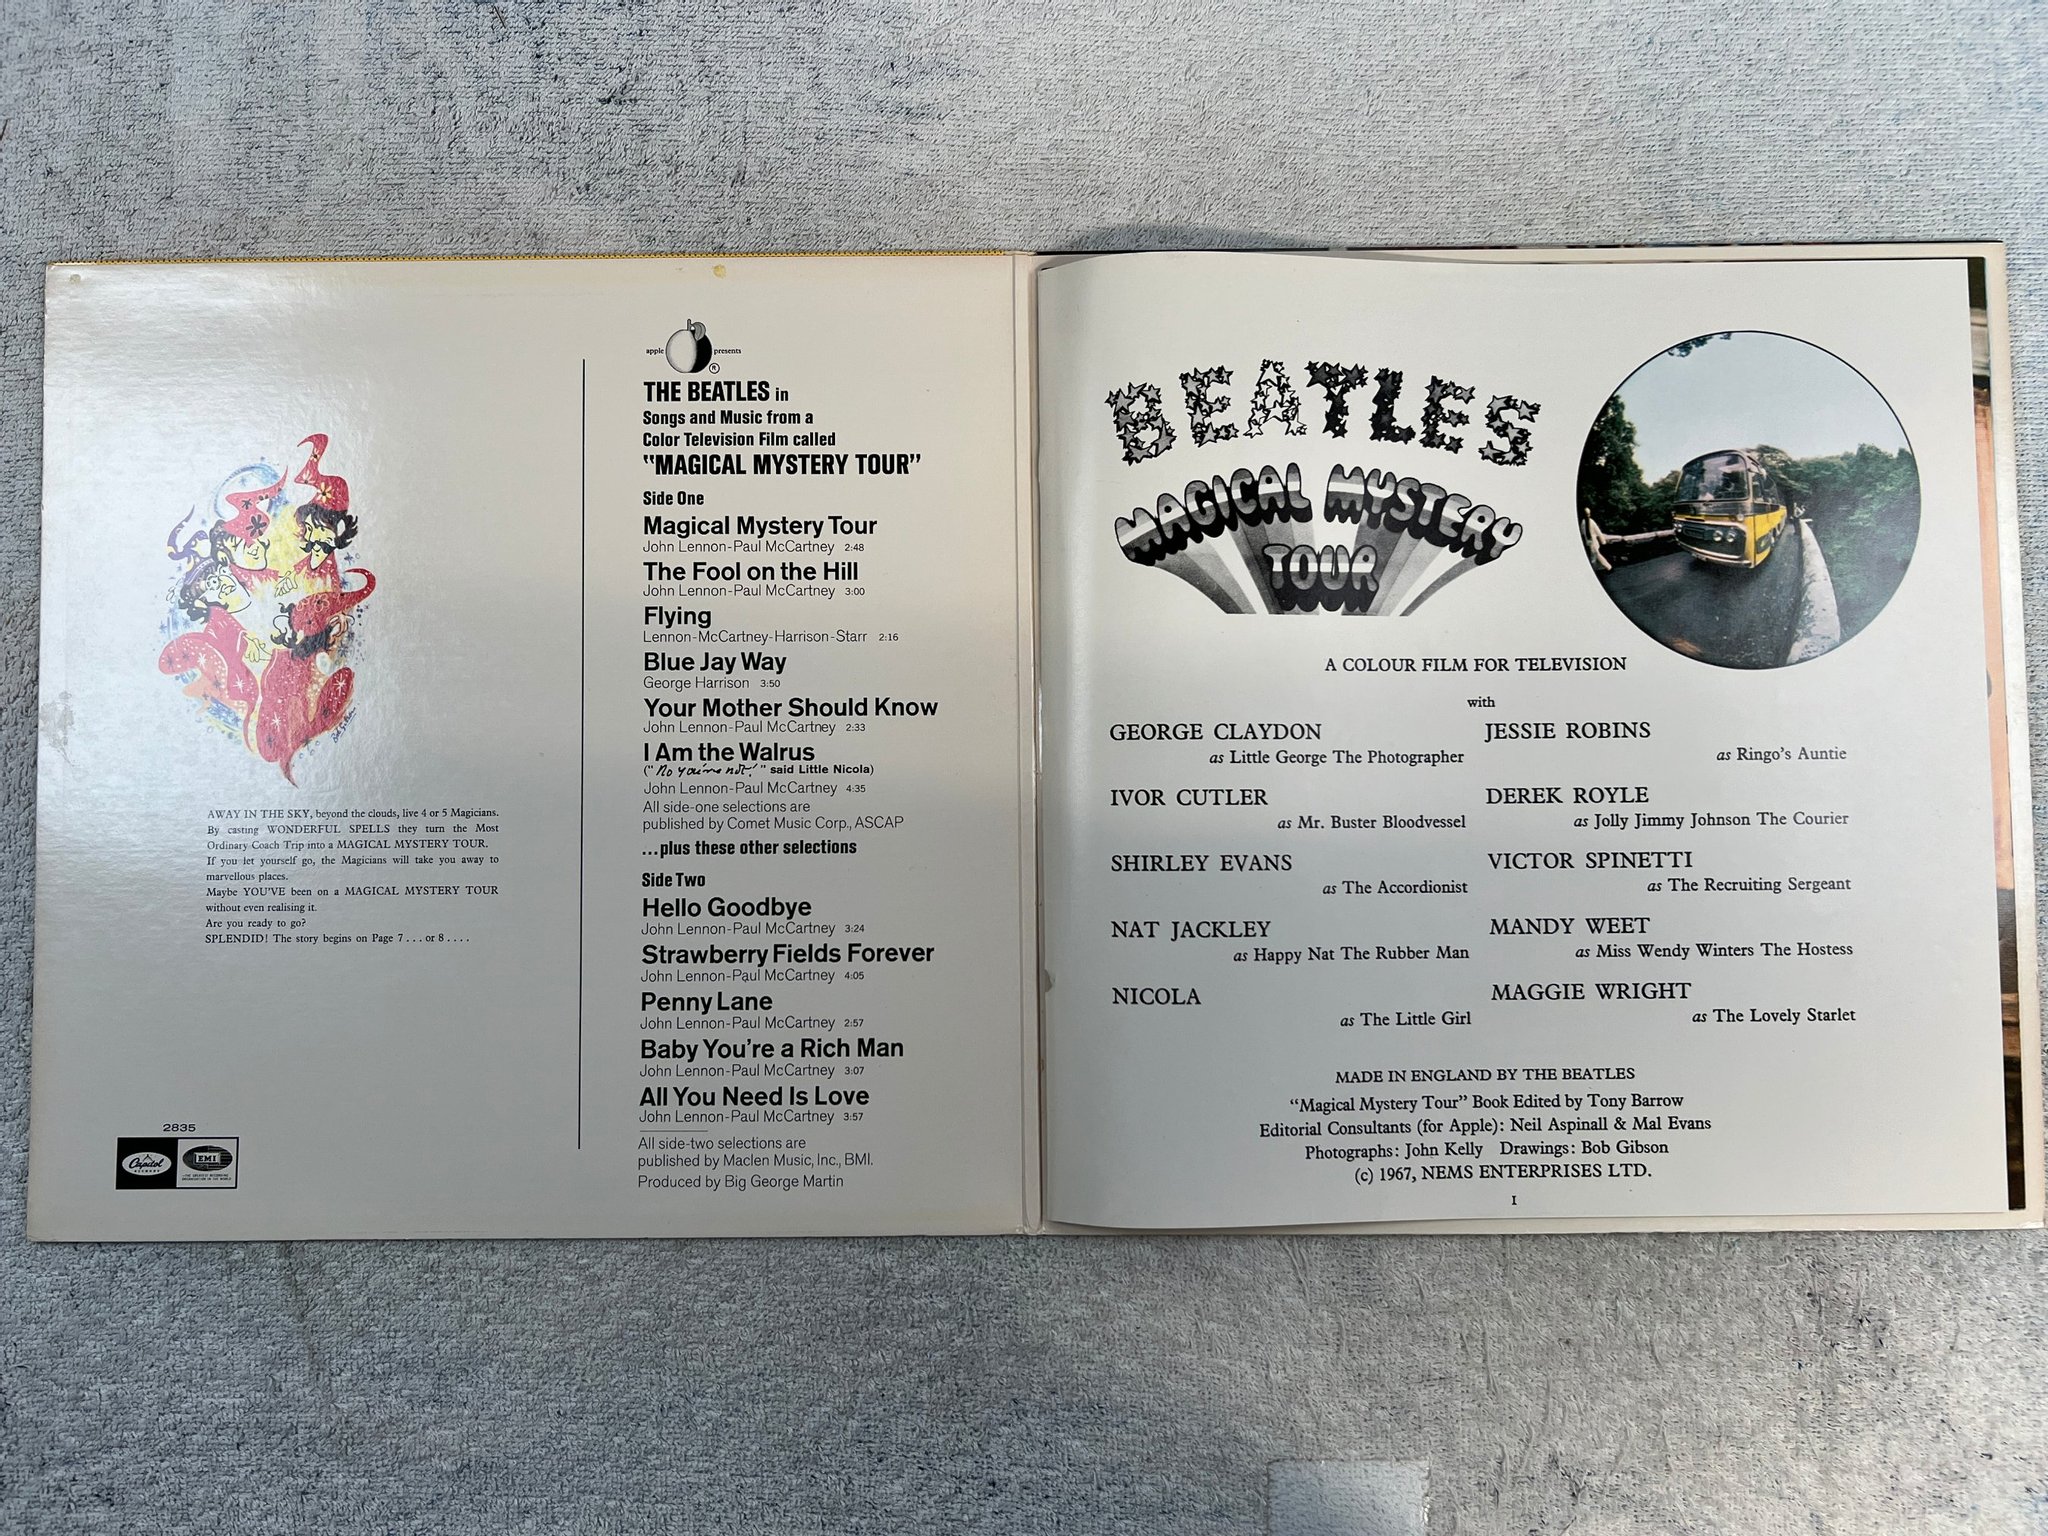 AWAY IN THE SKY, beyond the clouds, live 4 or 5 Magicians.
By casting WONDERFUL SPELLS they turn the Most
Ordinary Coach Trip into a MAGICAL MYSTERY TOUR.
If you let yourself go, the Magicians will take you away to
marvellous places.
Maybe YOU'VE been on a MAGICAL MYSTERY TOUR
without even realising it.
Are you ready to go?
SPLENDID! The story begins on Page 7 . . . or 8 . . . .
2835
Capitol
RECORDS
EMI
apple presents
®
THE BEATLES in
Songs and Music from a
Color Television Film called
"MAGICAL MYSTERY TOUR"
Side One
Magical Mystery Tour
John Lennon-Paul McCartney 2:48
The Fool on the Hill
John Lennon-Paul McCartney 3:00
Flying
Lennon-McCartney-Harrison-Starr 2:16
Blue Jay Way
George Harrison 3:50
Your Mother Should Know
John Lennon-Paul McCartney 2:33
I Am the Walrus
("No you're not!" said Little Nicola)
John Lennon-Paul McCartney 4:35
All side-one selections are
published by Comet Music Corp., ASCAP
...plus these other selections
Side Two
Hello Goodbye
John Lennon-Paul McCartney 3:24
Strawberry Fields Forever
John Lennon-Paul McCartney 4:05
Penny Lane
John Lennon-Paul McCartney 2:57
Baby You're a Rich Man
John Lennon-Paul McCartney 3:07
All You Need Is Love
John Lennon-Paul McCartney 3:57
All side-two selections are
published by Maclen Music, Inc., BMI.
Produced by Big George Martin
BEATLES
MAGICAL MYSTERY
TOUR
A COLOUR FILM FOR TELEVISION
with
GEORGE CLAYDON
as Little George The Photographer
JESSIE ROBINS
as Ringo's Auntie
IVOR CUTLER
as Mr. Buster Bloodvessel
DEREK ROYLE
as Jolly Jimmy Johnson The Courier
SHIRLEY EVANS
as The Accordionist
VICTOR SPINETTI
as The Recruiting Sergeant
NAT JACKLEY
as Happy Nat The Rubber Man
MANDY WEET
as Miss Wendy Winters The Hostess
NICOLA
as The Little Girl
MAGGIE WRIGHT
as The Lovely Starlet
MADE IN ENGLAND BY THE BEATLES
"Magical Mystery Tour" Book Edited by Tony Barrow
Editorial Consultants (for Apple): Neil Aspinall & Mal Evans
Photographs: John Kelly Drawings: Bob Gibson
(c) 1967, NEMS ENTERPRISES LTD.
1